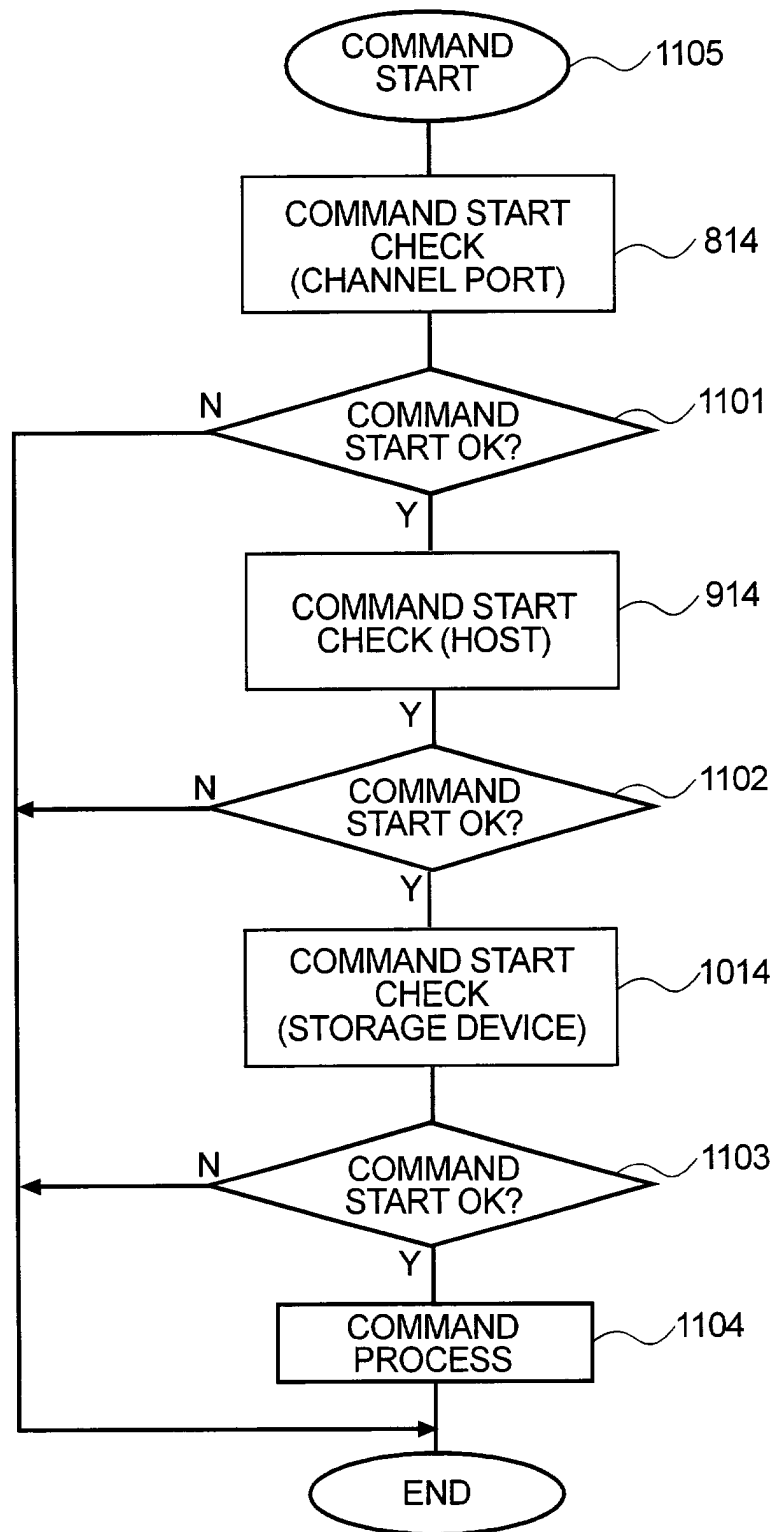 COMMAND
START
1105
COMMAND START
CHECK
(CHANNEL PORT)
814
N
COMMAND
START OK?
1101
Y
COMMAND START
CHECK (HOST)
914
Y
N
COMMAND
START OK?
1102
Y
COMMAND START
CHECK
(STORAGE DEVICE)
1014
N
COMMAND
START OK?
1103
Y
COMMAND
PROCESS
1104
END